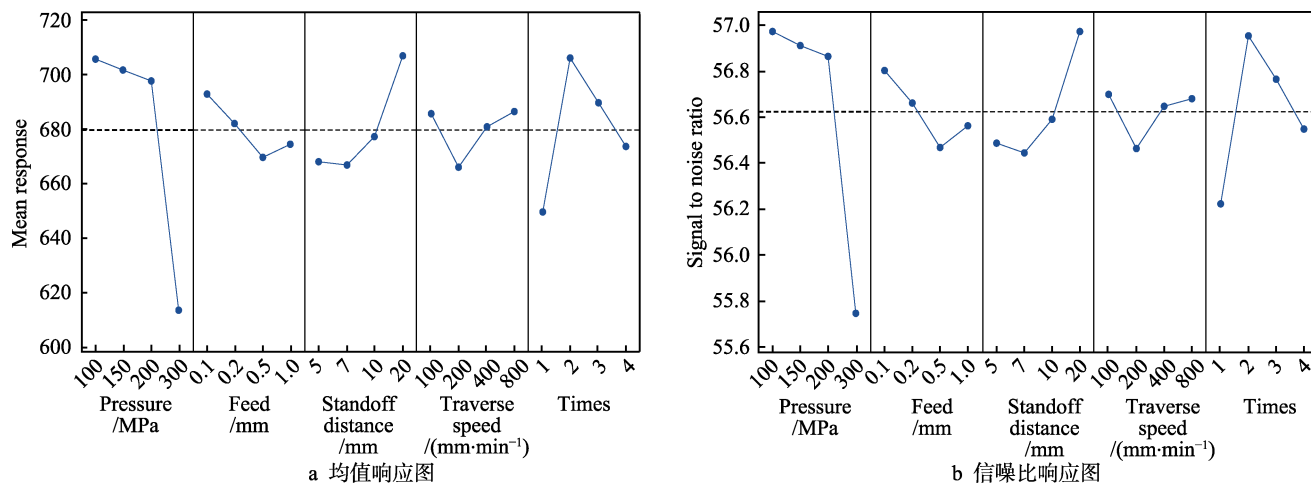 720
700
680
660
640
620
600
Mean response
100 150 200 300 0.1 0.2 0.5 1.0 5 7 10 20 100 200 400 800 1 2 3 4
Pressure Feed Standoff Traverse Times
/MPa /mm distance speed
/mm /(mm·min⁻¹)
a 均值响应图
57.0
56.8
56.6
56.4
56.2
56.0
55.8
55.6
Signal to noise ratio
100 150 200 300 0.1 0.2 0.5 1.0 5 7 10 20 100 200 400 800 1 2 3 4
Pressure Feed Standoff Traverse Times
/MPa /mm distance speed
/mm /(mm·min⁻¹)
b 信噪比响应图